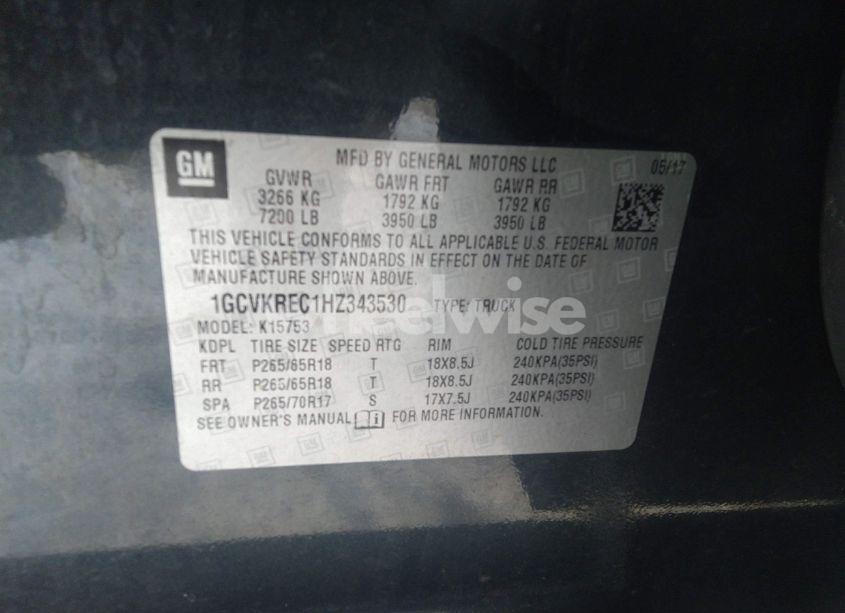 GM
MFD BY GENERAL MOTORS LLC 05/17
GVWR GAWR FRT GAWR RR
3266 KG 1792 KG 1792 KG
7200 LB 3950 LB 3950 LB
THIS VEHICLE CONFORMS TO ALL APPLICABLE U.S. FEDERAL MOTOR
VEHICLE SAFETY STANDARDS IN EFFECT ON THE DATE OF
MANUFACTURE SHOWN ABOVE.
1GCVKREC1HZ343530 TYPE: TRUCK
MODEL: K15753
KDPL TIRE SIZE SPEED RTG RIM COLD TIRE PRESSURE
FRT P265/65R18 T 18X8.5J 240KPA(35PSI)
RR P265/65R18 T 18X8.5J 240KPA(35PSI)
SPA P265/70R17 S 17X7.5J 240KPA(35PSI)
SEE OWNER'S MANUAL FOR MORE INFORMATION.